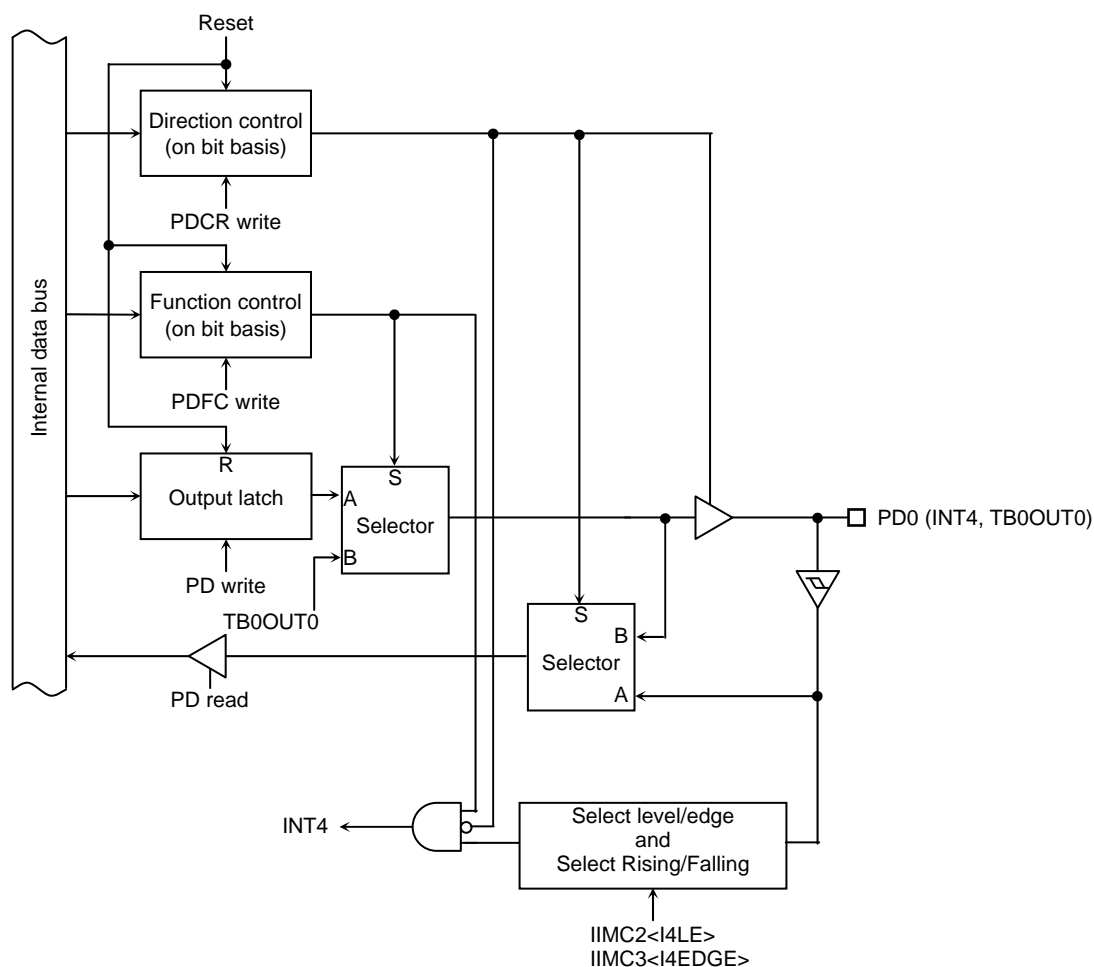 Reset
Direction control
(on bit basis)
PDCR write
Internal data bus
Function control
(on bit basis)
PDFC write
R
Output latch
PD write
S
A
Selector
B
TB0OUT0
PD0 (INT4, TB0OUT0)
S
B
Selector
A
PD read
INT4
Select level/edge
and
Select Rising/Falling
IIMC2<I4LE>
IIMC3<I4EDGE>